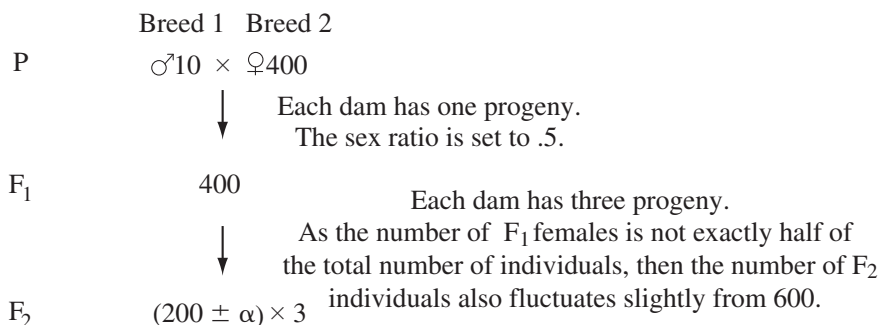 Breed 1 Breed 2
P ♂10 × ♀400
Each dam has one progeny.
The sex ratio is set to .5.
F1 400
Each dam has three progeny.
As the number of F1 females is not exactly half of
the total number of individuals, then the number of F2
individuals also fluctuates slightly from 600.
F2 (200 ± α) × 3